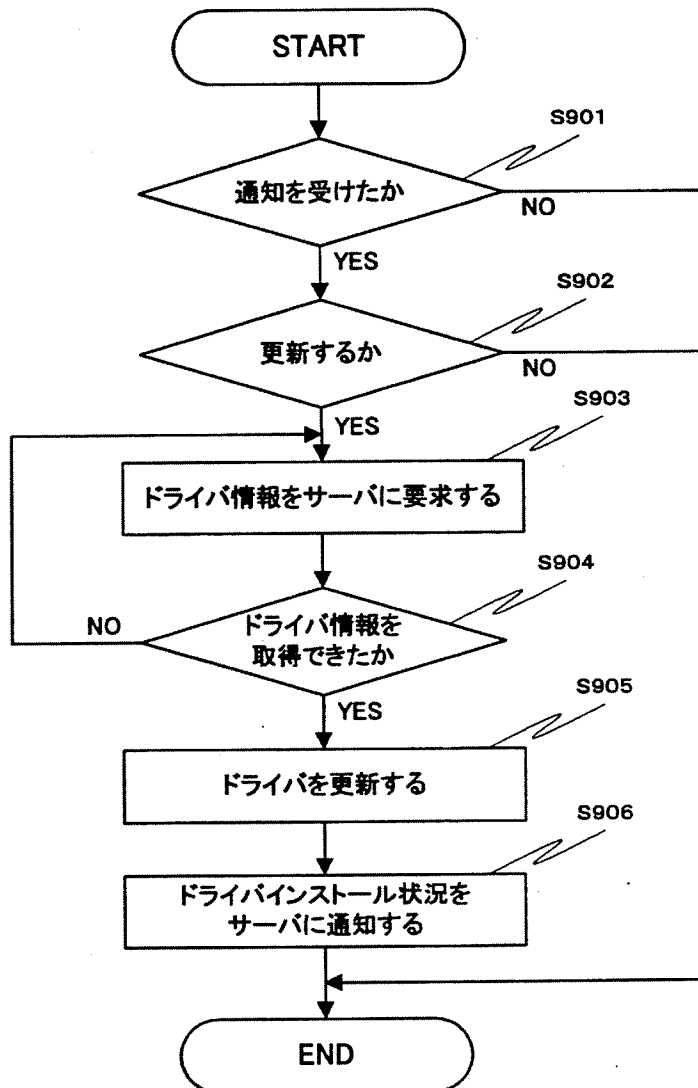 START
S901
通知を受けたか
NO
YES
S902
更新するか
NO
YES
S903
ドライバ情報をサーバに要求する
S904
ドライバ情報を
取得できたか
NO
YES
S905
ドライバを更新する
S906
ドライバインストール状況を
サーバに通知する
END